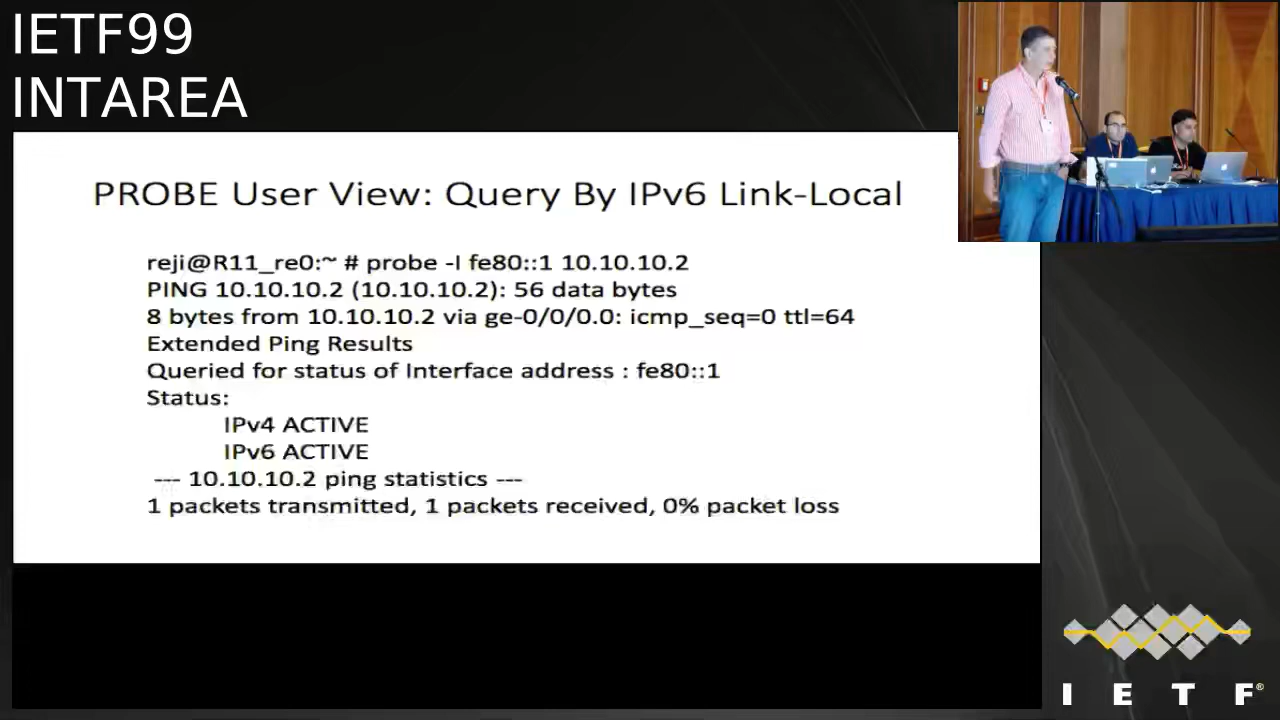 IETF99
INTAREA
PROBE User View: Query By IPv6 Link-Local
reji@R11_re0:~ # probe -l fe80::1 10.10.10.2
PING 10.10.10.2 (10.10.10.2): 56 data bytes
8 bytes from 10.10.10.2 via ge-0/0/0.0: icmp_seq=0 ttl=64
Extended Ping Results
Queried for status of Interface address : fe80::1
Status:
IPv4 ACTIVE
IPv6 ACTIVE
--- 10.10.10.2 ping statistics ---
1 packets transmitted, 1 packets received, 0% packet loss
I E T F®